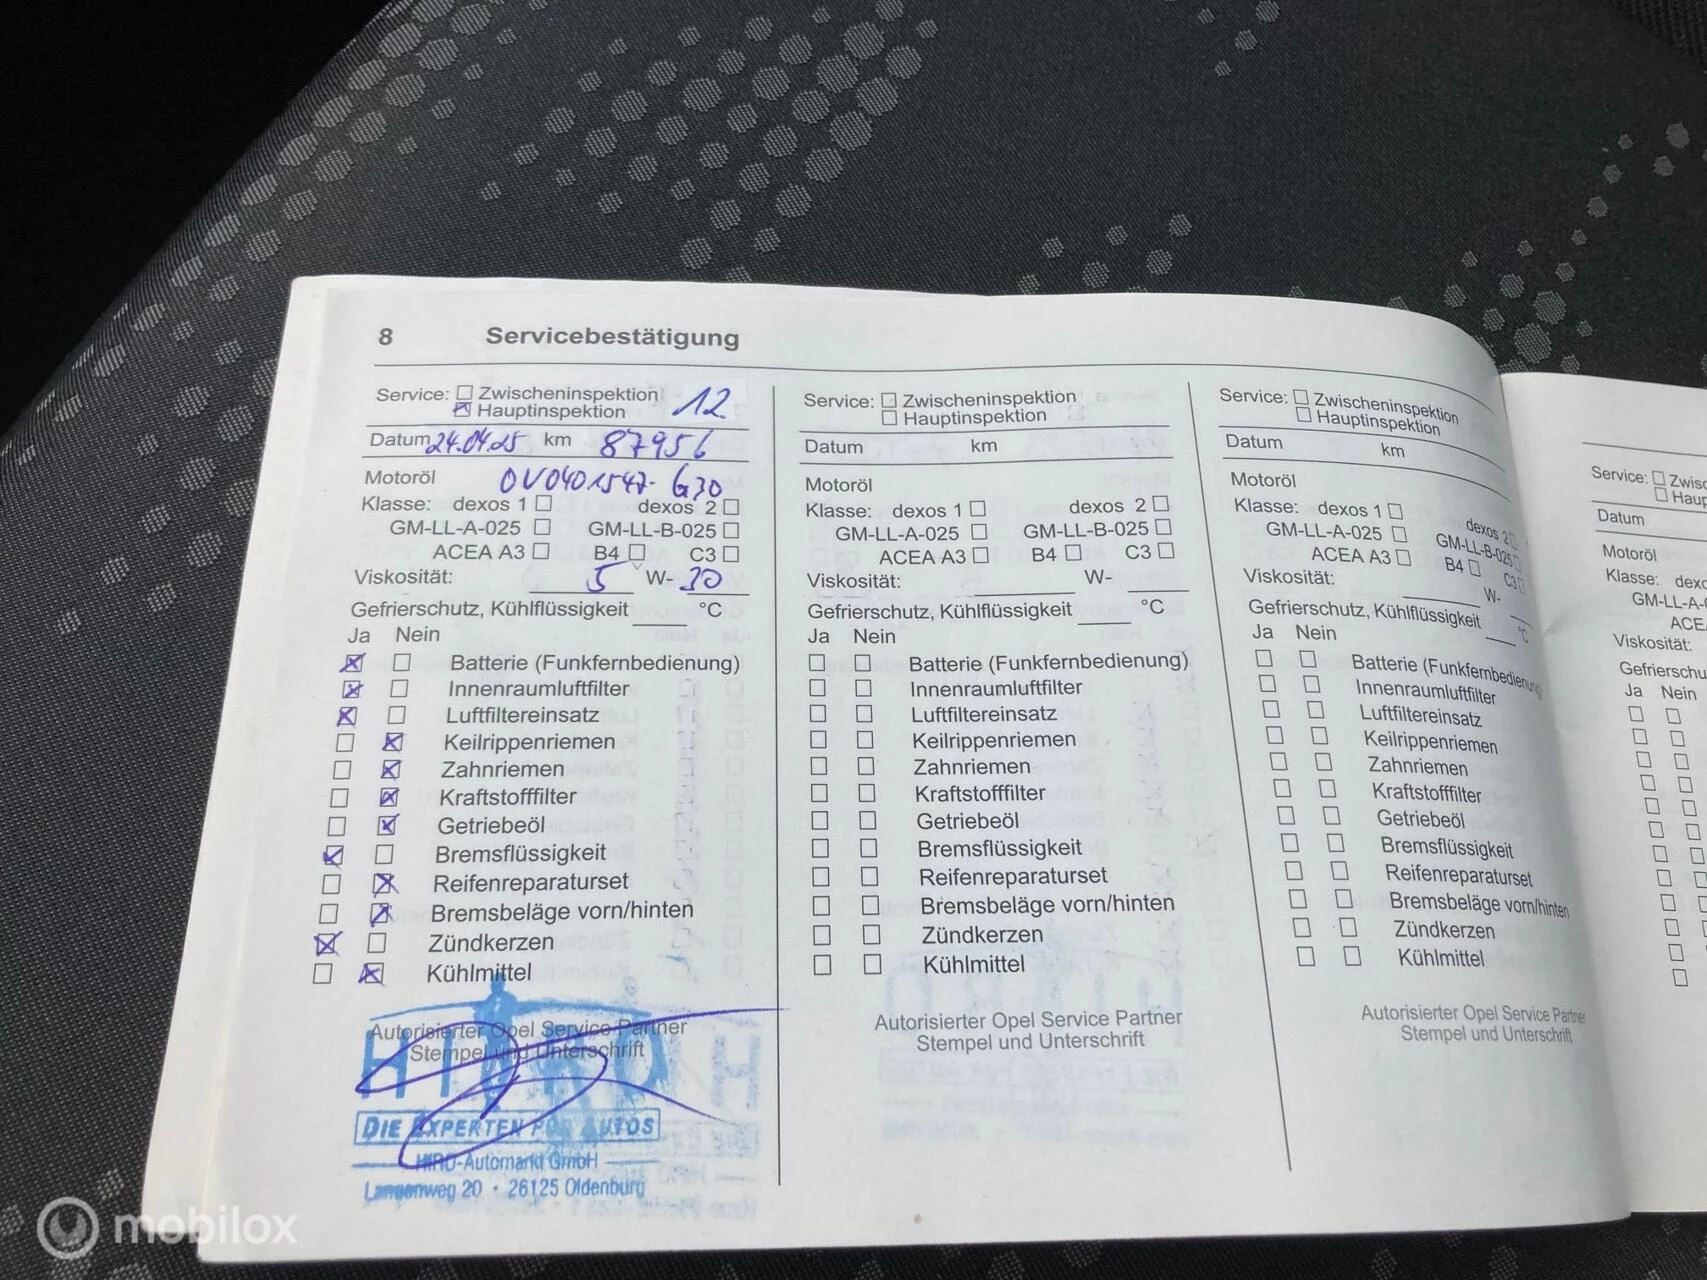 8 Servicebestätigung
Service: Zwischeninspektion 12
Hauptinspektion
Datum 24.04.25 km 87956
Motoröl OV0401547- G30
Klasse: dexos 1 dexos 2
GM-LL-A-025 GM-LL-B-025
ACEA A3 B4 C3
Viskosität: 5 W-30
Gefrierschutz, Kühlflüssigkeit °C
Ja Nein
Batterie (Funkfernbedienung)
Innenraumluftfilter
Luftfiltereinsatz
Keilrippenriemen
Zahnriemen
Kraftstofffilter
Getriebeöl
Bremsflüssigkeit
Reifenreparaturset
Bremsbeläge vorn/hinten
Zündkerzen
Kühlmittel
Autorisierter Opel Service Partner
Stempel und Unterschrift
HIRO
DIE EXPERTEN FÜR AUTOS
HIRO-Automarkt GmbH
Langenweg 20 • 26125 Oldenburg
Service: Zwischeninspektion
Hauptinspektion
Datum km
Motoröl
Klasse: dexos 1 dexos 2
GM-LL-A-025 GM-LL-B-025
ACEA A3 B4 C3
Viskosität: W-
Gefrierschutz, Kühlflüssigkeit °C
Ja Nein
Batterie (Funkfernbedienung)
Innenraumluftfilter
Luftfiltereinsatz
Keilrippenriemen
Zahnriemen
Kraftstofffilter
Getriebeöl
Bremsflüssigkeit
Reifenreparaturset
Bremsbeläge vorn/hinten
Zündkerzen
Kühlmittel
Autorisierter Opel Service Partner
Stempel und Unterschrift
Service: Zwischeninspektion
Hauptinspektion
Datum km
Motoröl
Klasse: dexos 1 dexos 2
GM-LL-A-025 GM-LL-B-025
ACEA A3 B4 C3
Viskosität: W-
Gefrierschutz, Kühlflüssigkeit °C
Ja Nein
Batterie (Funkfernbedienung
Innenraumluftfilter
Luftfiltereinsatz
Keilrippenriemen
Zahnriemen
Kraftstofffilter
Getriebeöl
Bremsflüssigkeit
Reifenreparaturset
Bremsbeläge vorn/hinten
Zündkerzen
Kühlmittel
Autorisierter Opel Service Partner
Stempel und Unterschrift
Service: Zwisc
Haup
Datum
Motoröl
Klasse: dexo
GM-LL-A-0
ACE
Viskosität:
Gefrierschu
Ja Nein
mobilox